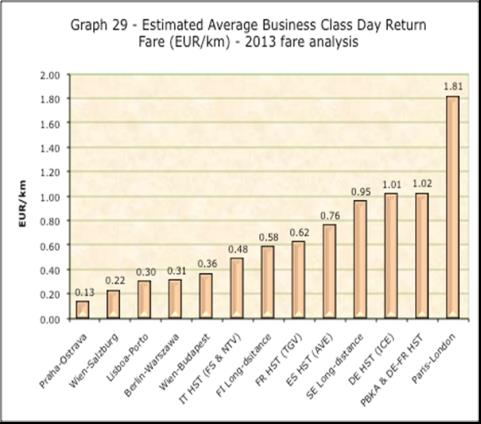 Graph 29 - Estimated Average Business Class Day Return
Fare (EUR/km) - 2013 fare analysis
2.00
1.80
1.60
1.40
1.20
1.00
0.80
0.60
0.40
0.20
0.00
EUR/km
0.13
0.22
0.30
0.31
0.36
0.48
0.58
0.62
0.76
0.95
1.01
1.02
1.81
Praha-Ostrava
Wien-Salzburg
Lisboa-Porto
Berlin-Warszawa
Wien-Budapest
IT HST (FS & NTV)
FI Long-dsitance
FR HST (TGV)
ES HST (AVE)
SE Long-distance
DE HST (ICE)
PBKA & DE-FR HST
Paris-London